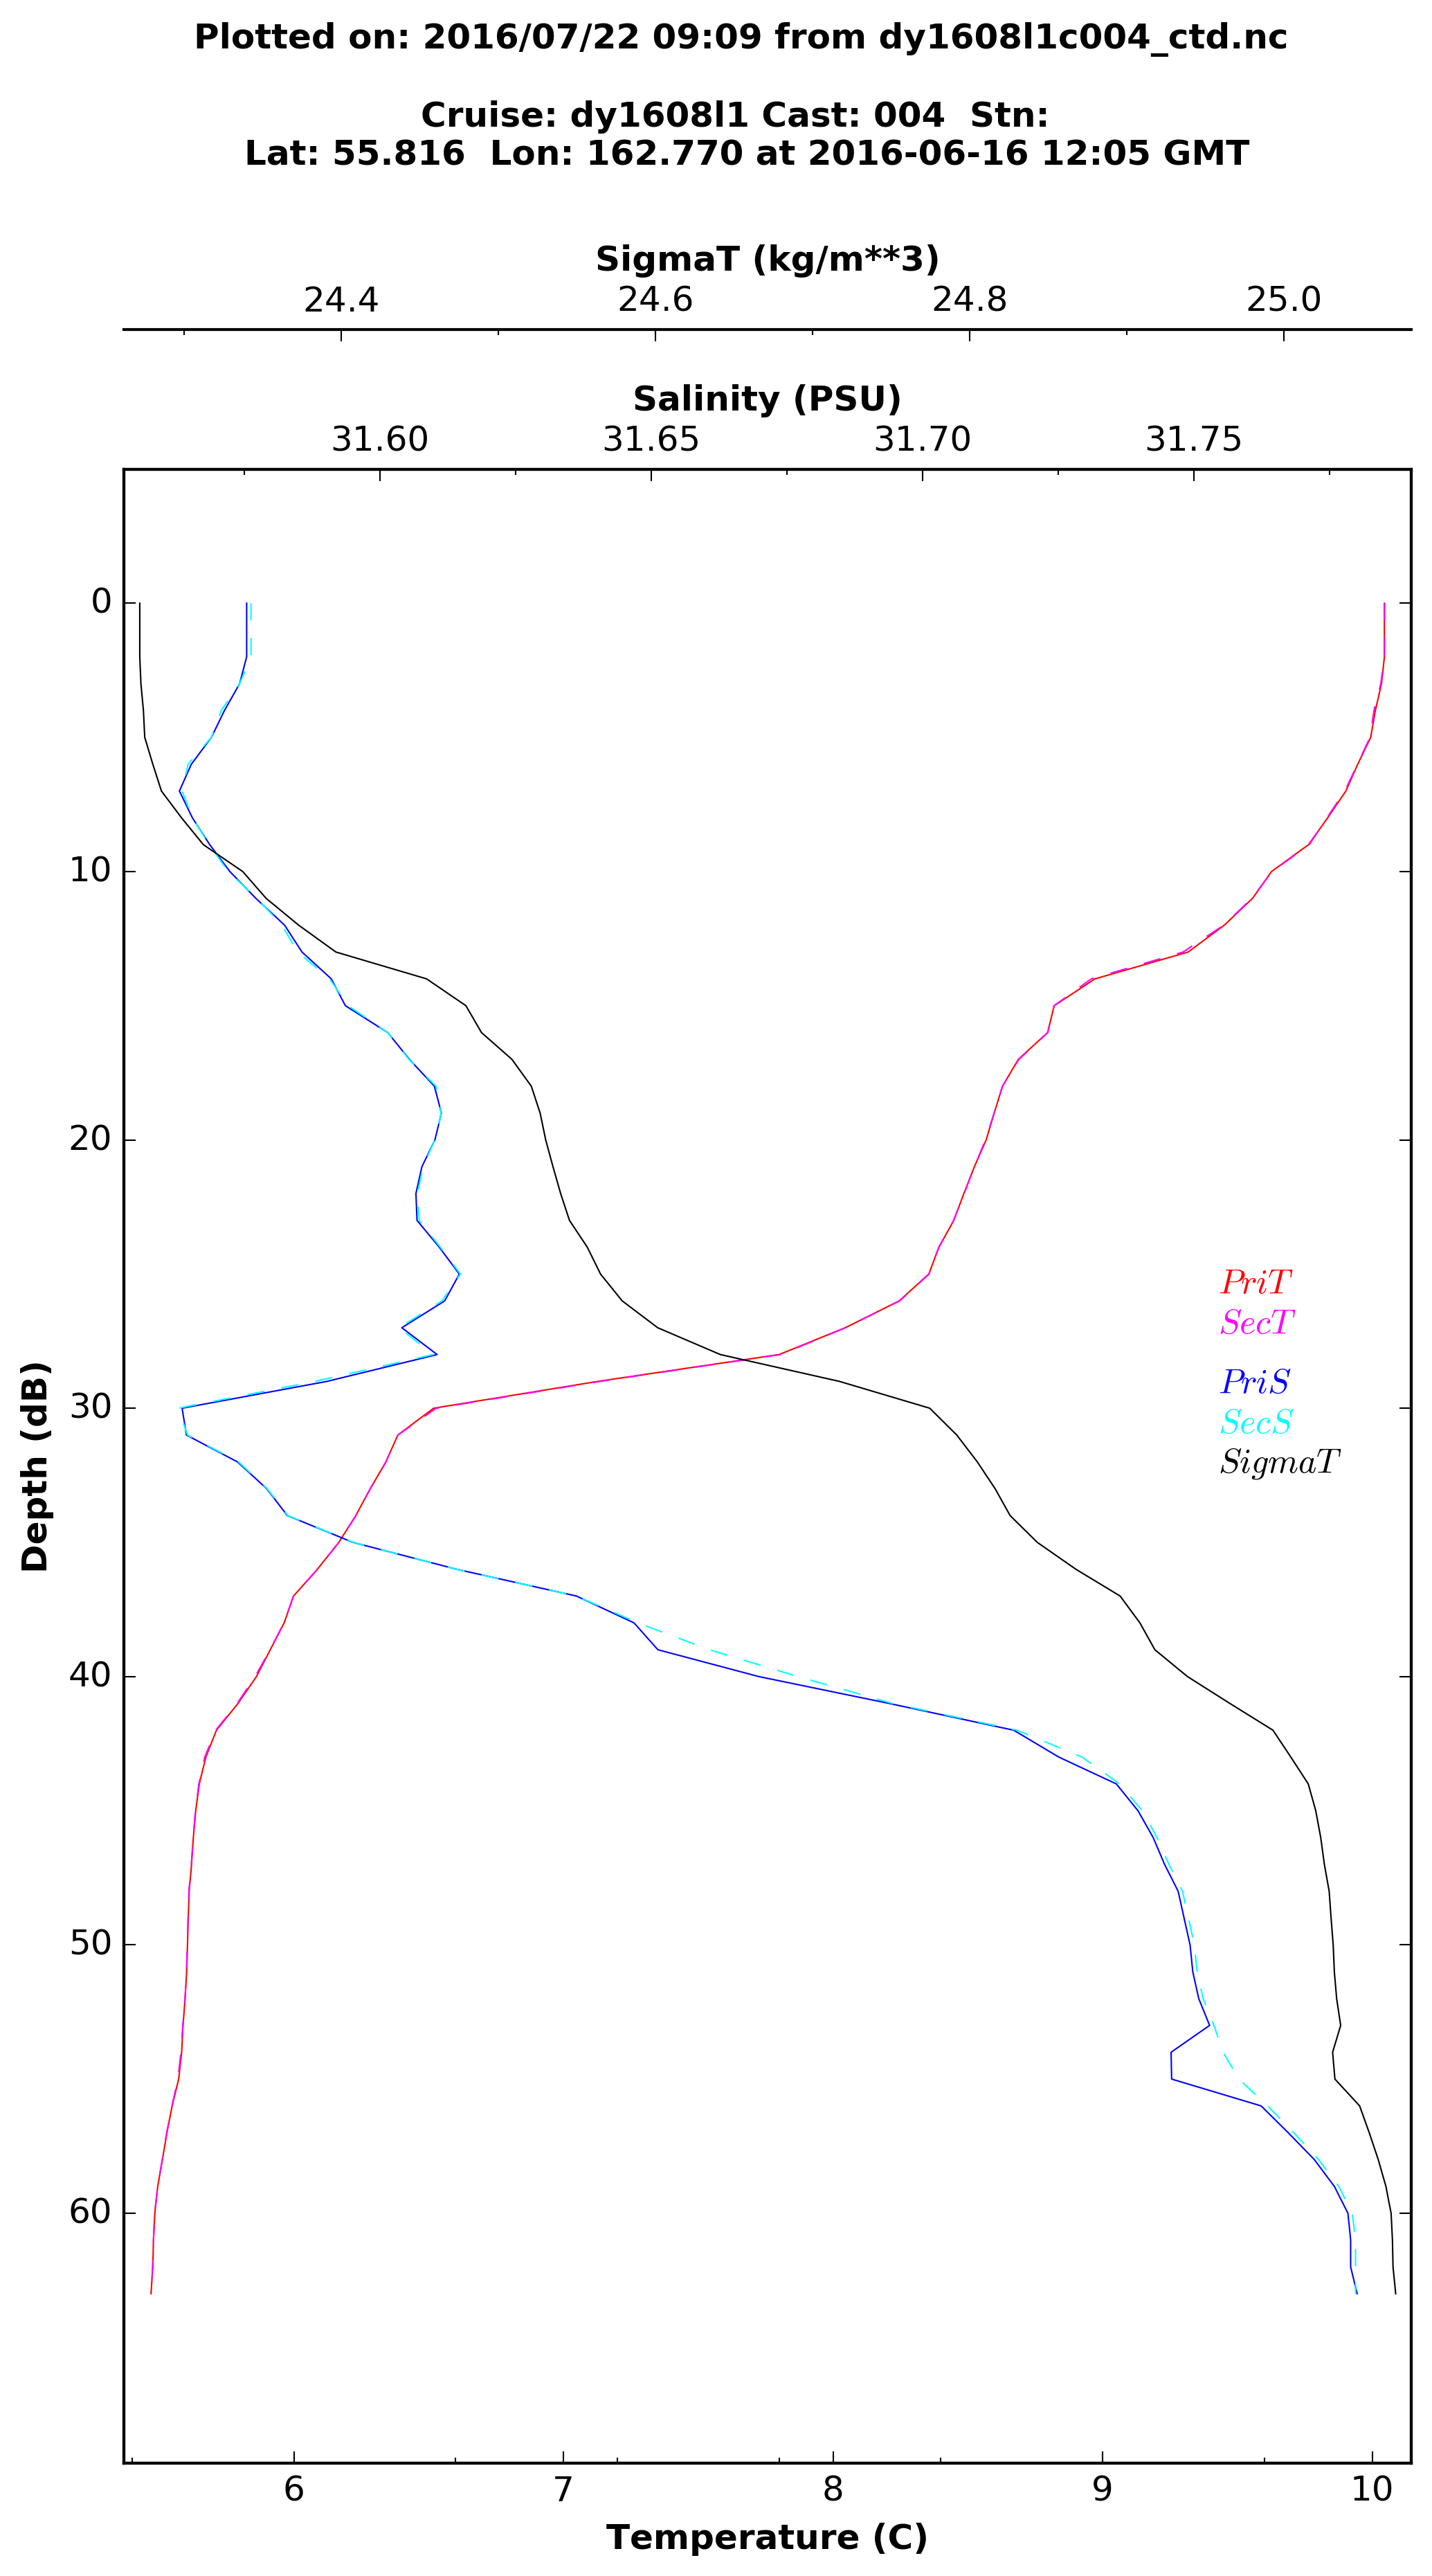 Plotted on: 2016/07/22 09:09 from dy1608l1c004_ctd.nc
Cruise: dy1608l1 Cast: 004  Stn:
Lat: 55.816  Lon: 162.770 at 2016-06-16 12:05 GMT
SigmaT (kg/m**3)
24.4 24.6 24.8 25.0
Salinity (PSU)
31.60 31.65 31.70 31.75
0
10
20
30
40
50
60
Depth (dB)
PriT
SecT
PriS
SecS
SigmaT
6 7 8 9 10
Temperature (C)